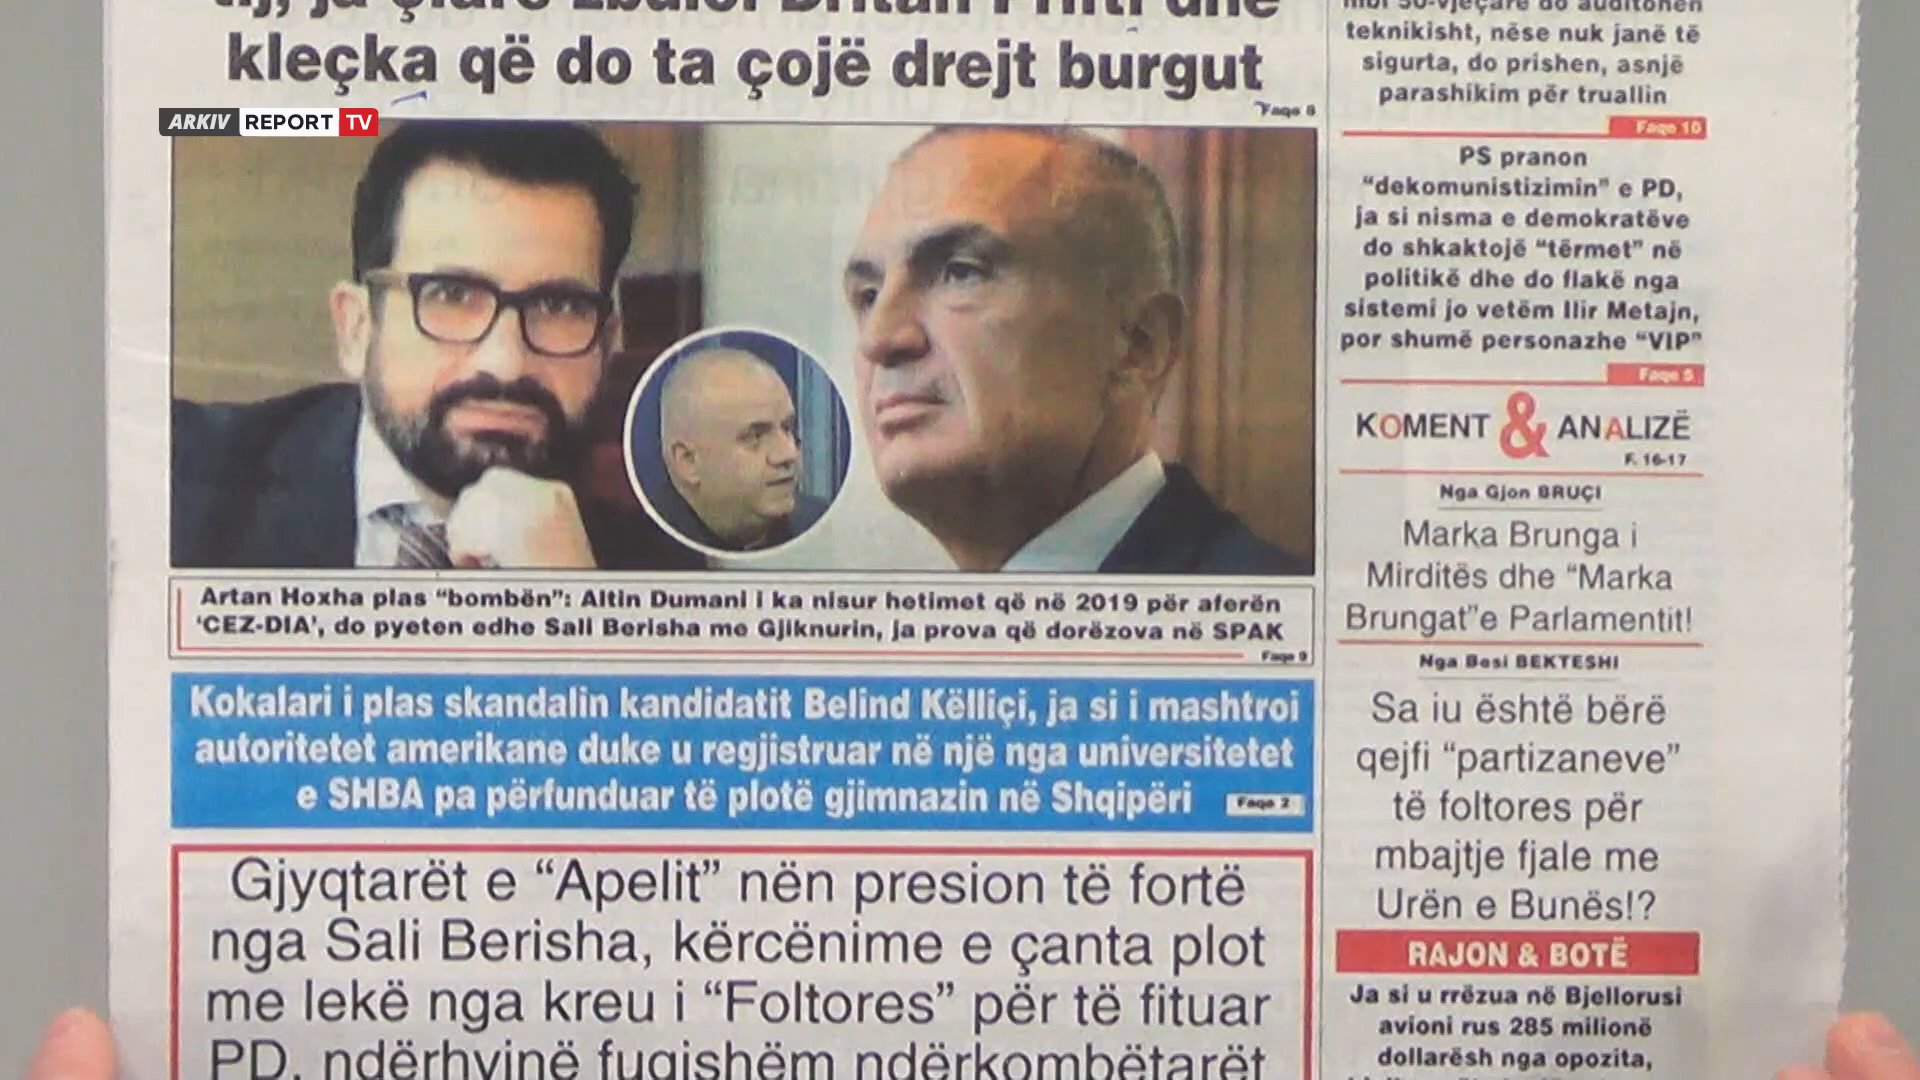 kleçka që do ta çojë drejt burgut
Faqe 8
ARKIV REPORT TV
Artan Hoxha plas “bombën”: Altin Dumani i ka nisur hetimet që në 2019 për aferën
‘CEZ-DIA’, do pyeten edhe Sali Berisha me Gjiknurin, ja prova që dorëzova në SPAK
Faqe 9
Kokalari i plas skandalin kandidatit Belind Këlliçi, ja si i mashtroi
autoritetet amerikane duke u regjistruar në një nga universitetet
e SHBA pa përfunduar të plotë gjimnazin në Shqipëri
Faqe 2
Gjyqtarët e “Apelit” nën presion të fortë
nga Sali Berisha, kërcënime e çanta plot
me lekë nga kreu i “Foltores” për të fituar
PD, ndërhyjnë fuqishëm ndërkombëtarët
mbi 50-vjeçare do auditohen
teknikisht, nëse nuk janë të
sigurta, do prishen, asnjë
parashikim për truallin
Faqe 10
PS pranon
“dekomunistizimin” e PD,
ja si nisma e demokratëve
do shkaktojë “tërmet” në
politikë dhe do flakë nga
sistemi jo vetëm Ilir Metajn,
por shumë personazhe “VIP”
Faqe 5
KOMENT & ANALIZË
F. 16-17
Nga Gjon BRUÇI
Marka Brunga i
Mirditës dhe “Marka
Brungat”e Parlamentit!
Nga Besi BEKTESHI
Sa iu është bërë
qejfi “partizaneve”
të foltores për
mbajtje fjale me
Urën e Bunës!?
RAJON & BOTË
Ja si u rrëzua në Bjellorusi
avioni rus 285 milionë
dollarësh nga opozita,